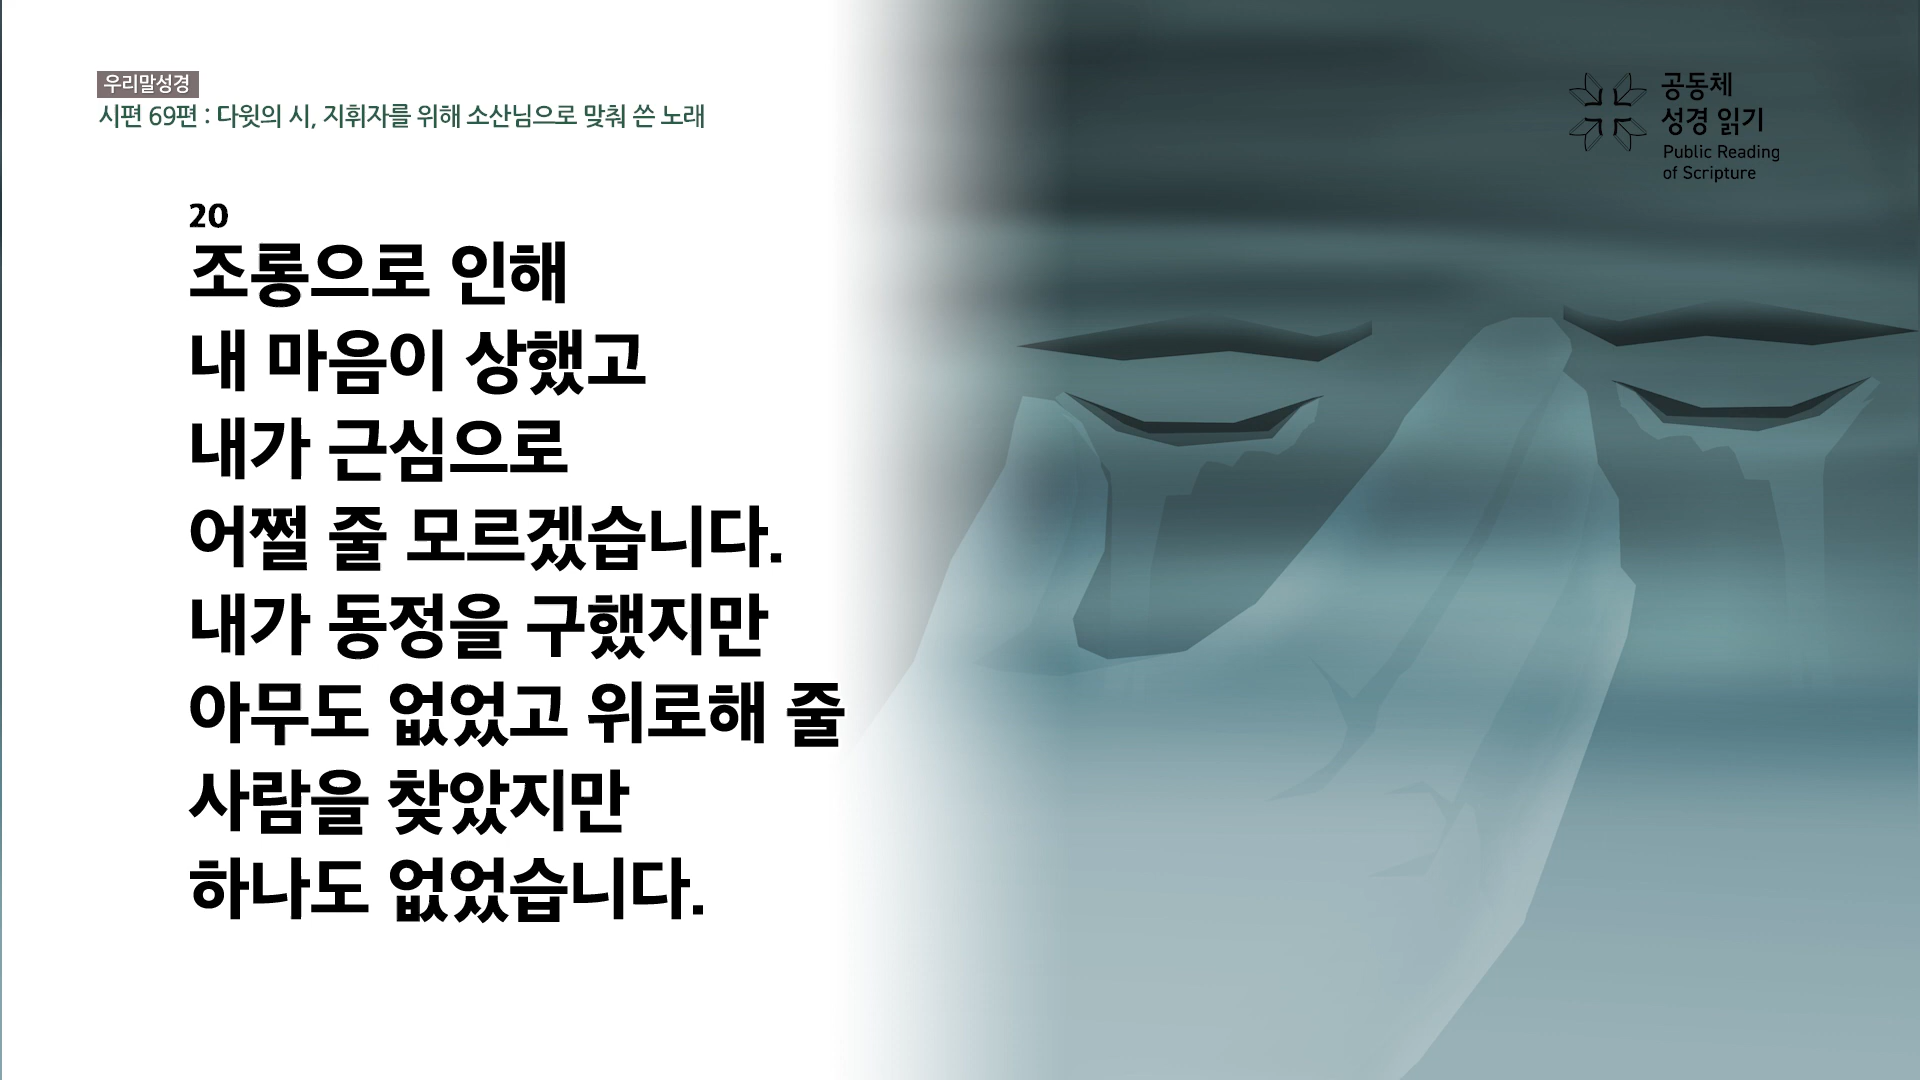 우리말성경
시편 69편 : 다윗의 시, 지휘자를 위해 소산님으로 맞춰 쓴 노래
공동체
성경 읽기
Public Reading
of Scripture
20
조롱으로 인해
내 마음이 상했고
내가 근심으로
어쩔 줄 모르겠습니다.
내가 동정을 구했지만
아무도 없었고 위로해 줄
사람을 찾았지만
하나도 없었습니다.